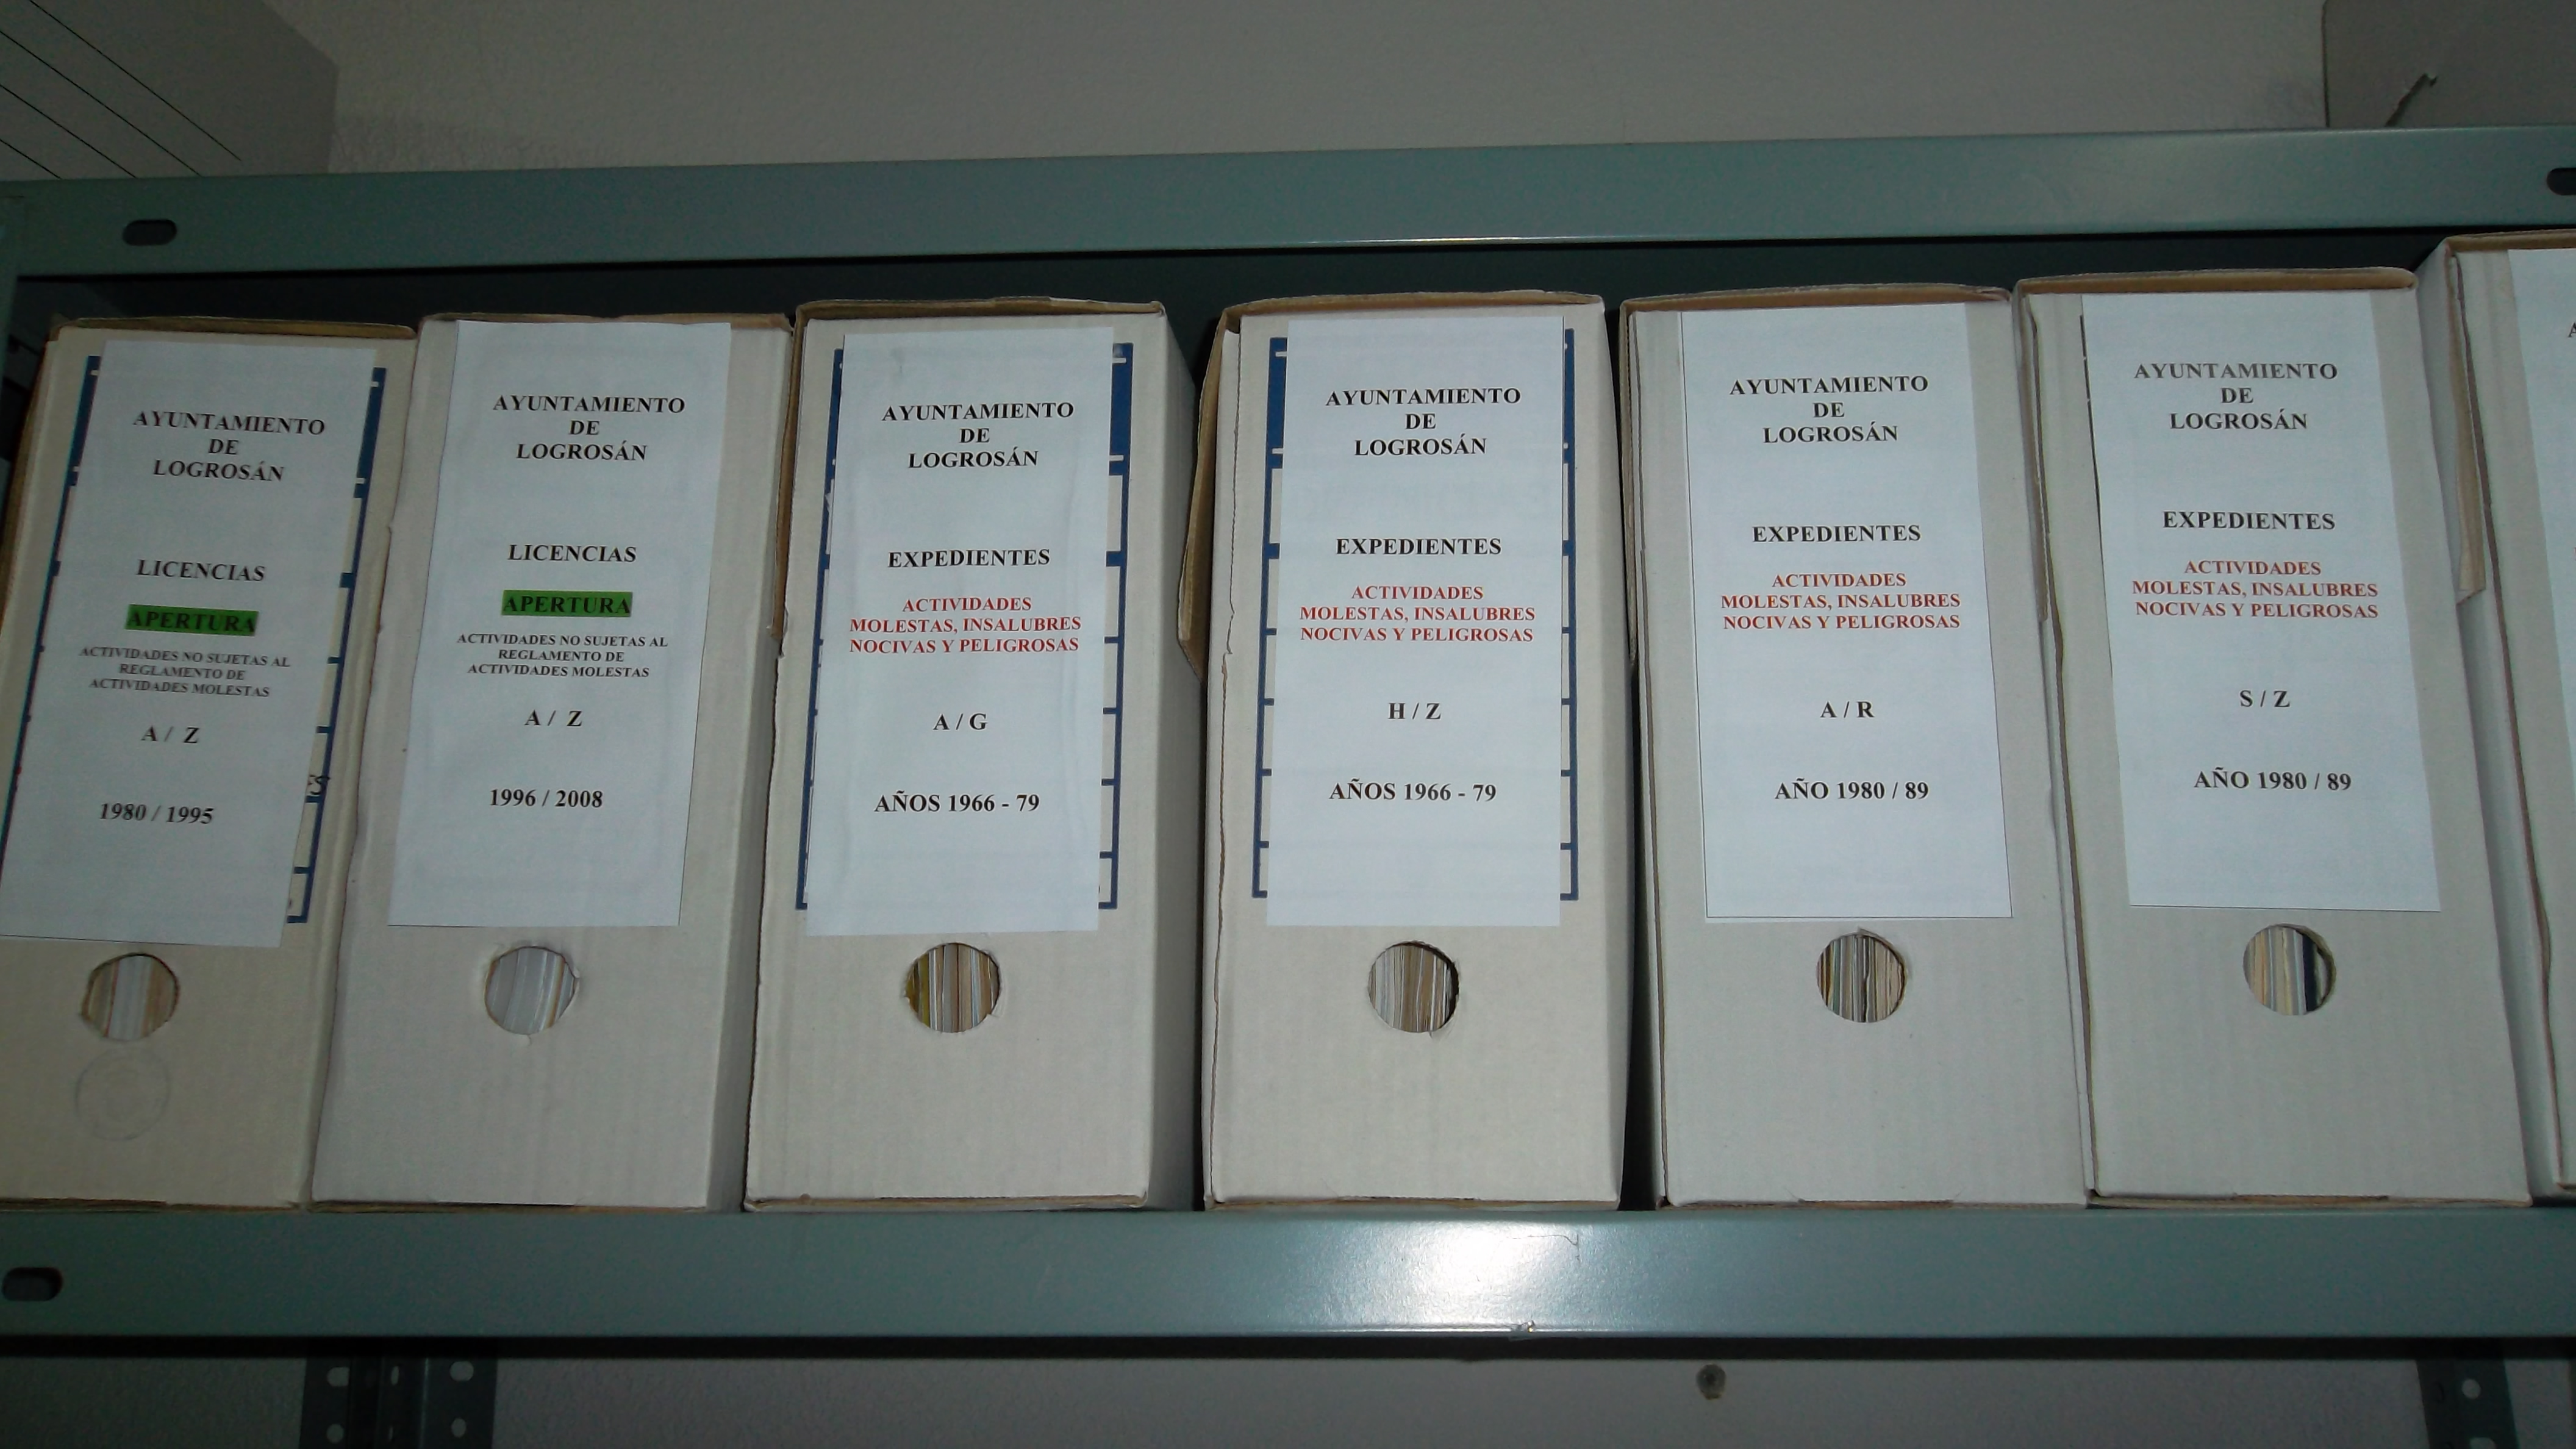 AYUNTAMIENTO
DE
LOGROSÁN
LICENCIAS
APERTURA
ACTIVIDADES NO SUJETAS AL
REGLAMENTO DE
ACTIVIDADES MOLESTAS
A / Z
1980 / 1995
AYUNTAMIENTO
DE
LOGROSÁN
LICENCIAS
APERTURA
ACTIVIDADES NO SUJETAS AL
REGLAMENTO DE
ACTIVIDADES MOLESTAS
A / Z
1996 / 2008
AYUNTAMIENTO
DE
LOGROSÁN
EXPEDIENTES
ACTIVIDADES
MOLESTAS, INSALUBRES
NOCIVAS Y PELIGROSAS
A / G
AÑOS 1966 - 79
AYUNTAMIENTO
DE
LOGROSÁN
EXPEDIENTES
ACTIVIDADES
MOLESTAS, INSALUBRES
NOCIVAS Y PELIGROSAS
H / Z
AÑOS 1966 - 79
AYUNTAMIENTO
DE
LOGROSÁN
EXPEDIENTES
ACTIVIDADES
MOLESTAS, INSALUBRES
NOCIVAS Y PELIGROSAS
A / R
AÑO 1980 / 89
AYUNTAMIENTO
DE
LOGROSÁN
EXPEDIENTES
ACTIVIDADES
MOLESTAS, INSALUBRES
NOCIVAS Y PELIGROSAS
S / Z
AÑO 1980 / 89